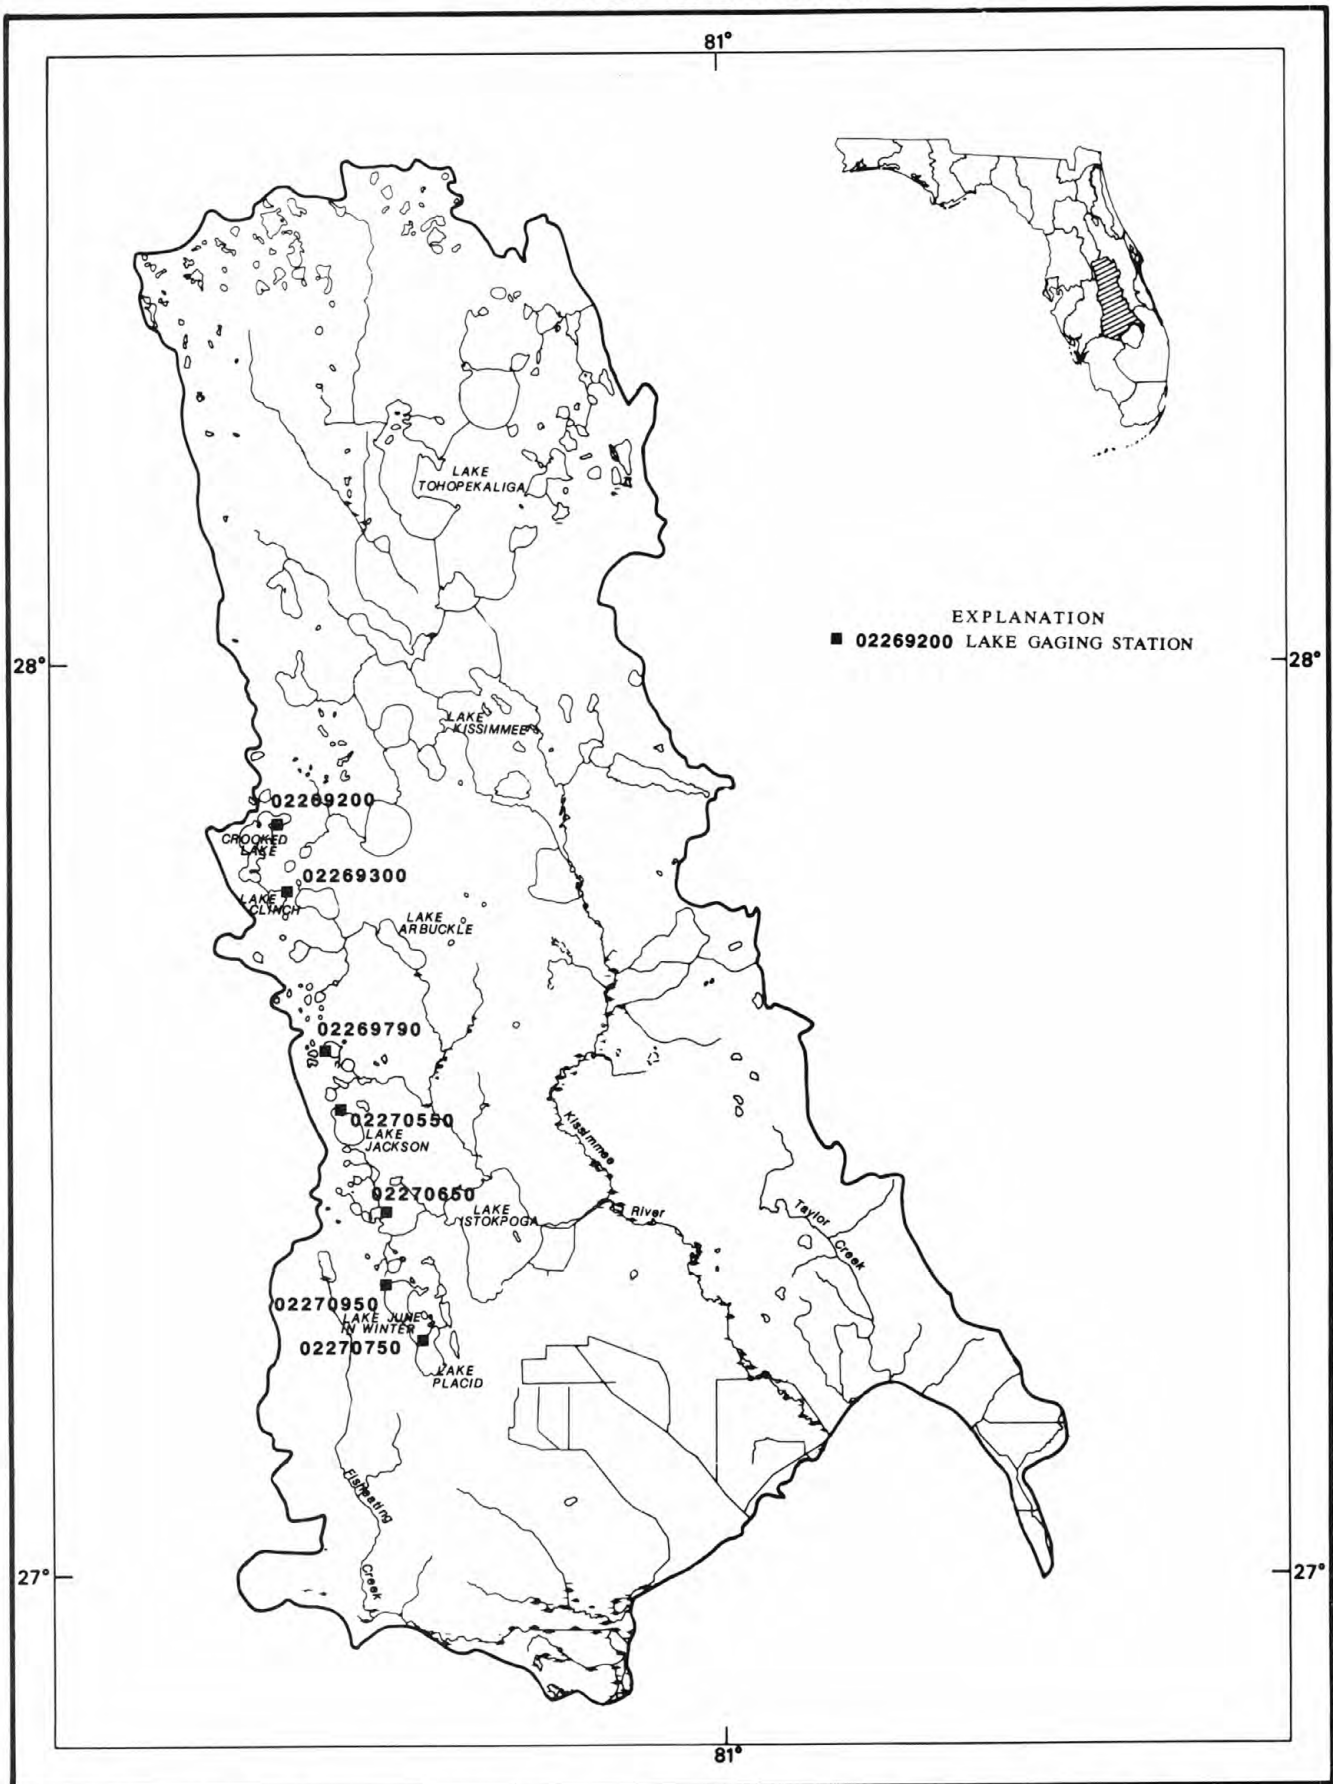 81°
LAKE
TOHOPEKALIGA
EXPLANATION
02269200 LAKE GAGING STATION
28°
28°
LAKE
KISSIMMEE
02269200
CROOKED
LAKE
02269300
LAKE
CLINCH
LAKE
ARBUCKLE
02269790
02270550
LAKE
JACKSON
Kissimmee
River
02270650
LAKE
ISTOKPOGA
Taylor
Creek
02270950
LAKE JUNE
IN WINTER
02270750
LAKE
PLACID
Fisheating
Creek
27°
27°
81°